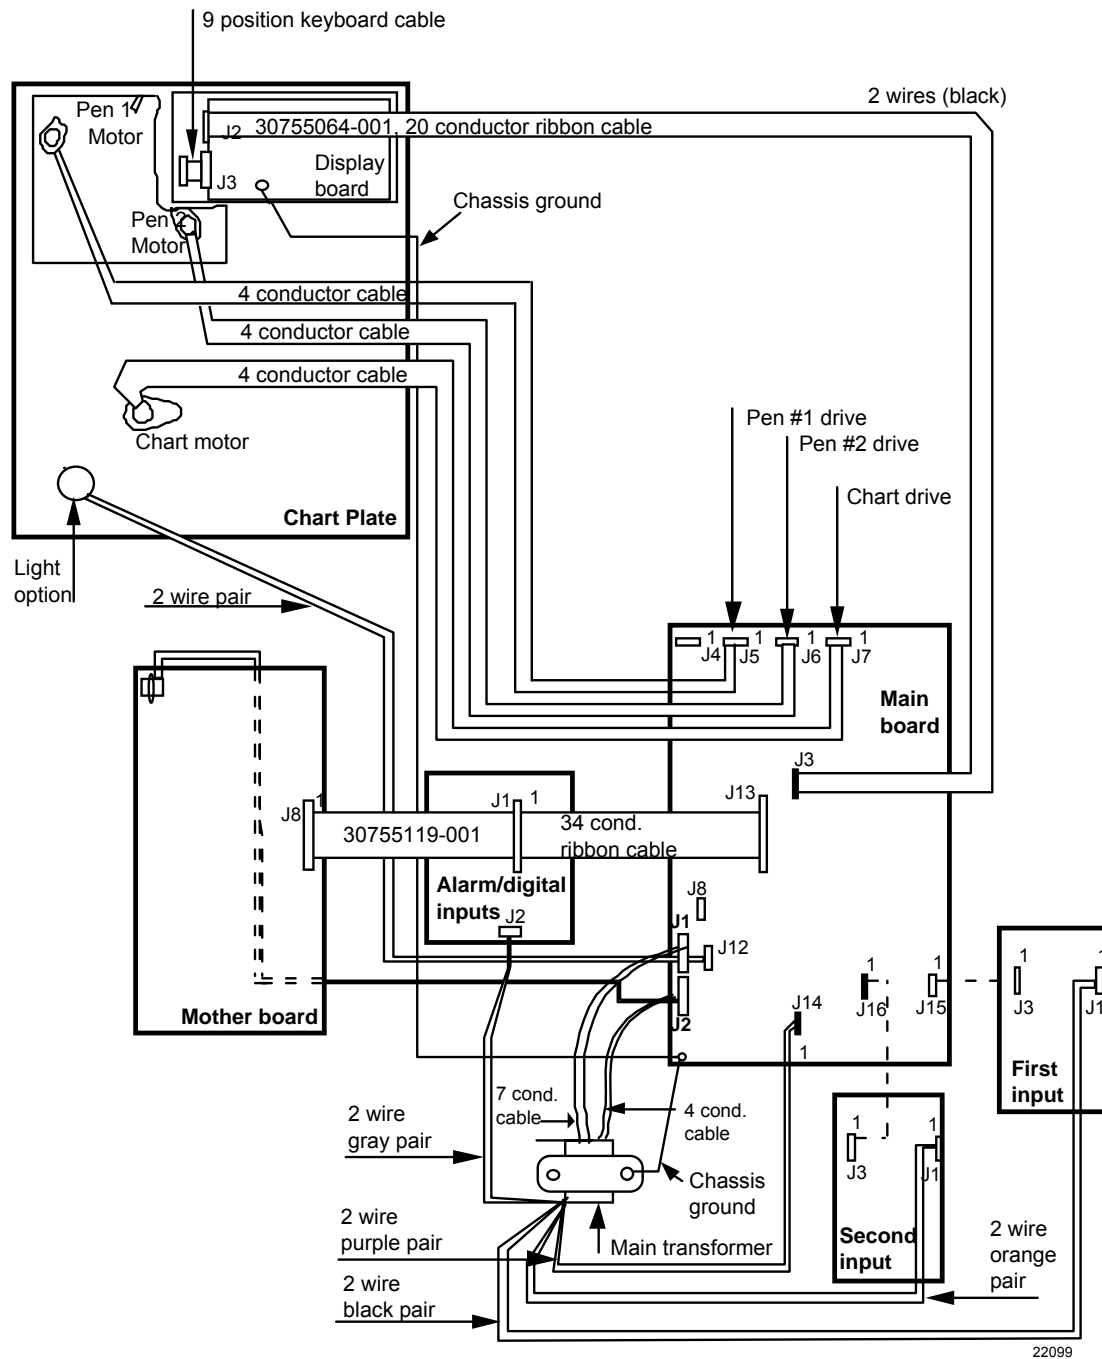 9 position keyboard cable
2 wires (black)
Pen 1
Motor
J2
30755064-001, 20 conductor ribbon cable
J3
Display
board
Chassis ground
Pen 2
Motor
4 conductor cable
4 conductor cable
4 conductor cable
Chart motor
Pen #1 drive
Pen #2 drive
Chart drive
Chart Plate
Light
option
2 wire pair
1
1
1
1
J4
J5
J6
J7
Main
board
J3
J13
J8
1
30755119-001
J1
1
34 cond.
ribbon cable
Alarm/digital
inputs
J2
J8
J1
J12
J2
J14
1
1
J16
1
J15
1
J3
1
J1
First
input
Mother board
7 cond.
cable
4 cond.
cable
2 wire
gray pair
1
J3
1
J1
Chassis
ground
2 wire
purple pair
Main transformer
Second
input
2 wire
orange
pair
2 wire
black pair
22099